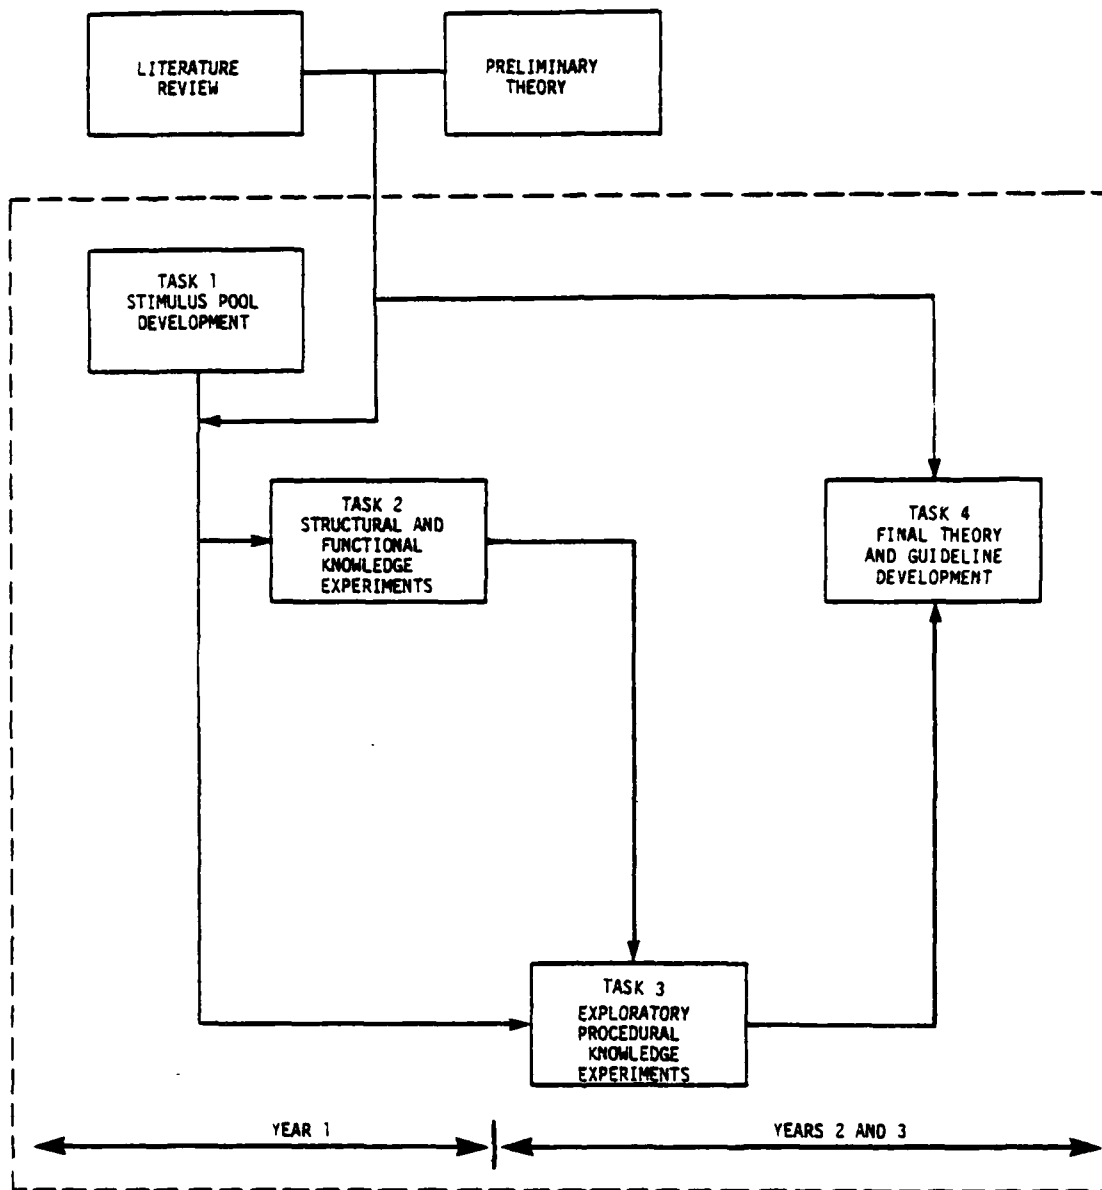 LITERATURE
REVIEW
PRELIMINARY
THEORY
TASK 1
STIMULUS POOL
DEVELOPMENT
TASK 2
STRUCTURAL AND
FUNCTIONAL
KNOWLEDGE
EXPERIMENTS
TASK 4
FINAL THEORY
AND GUIDELINE
DEVELOPMENT
TASK 3
EXPLORATORY
PROCEDURAL
KNOWLEDGE
EXPERIMENTS
YEAR 1
YEARS 2 AND 3